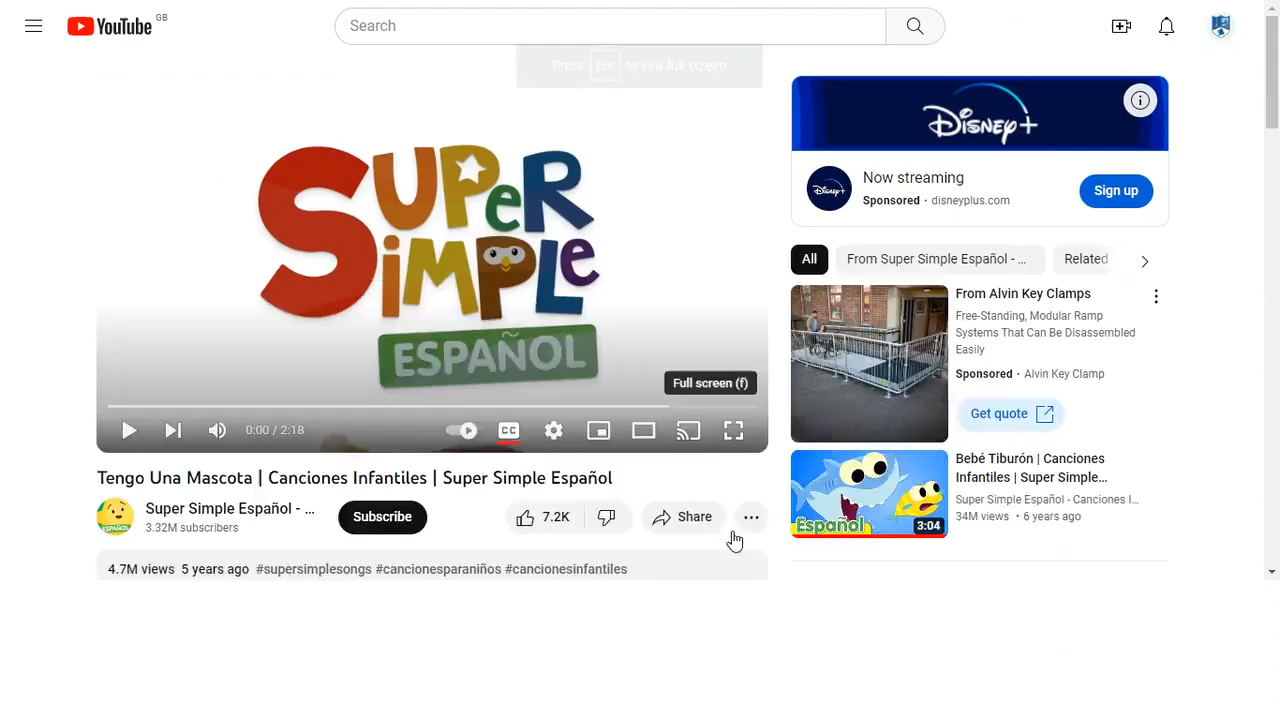 YouTube GB
Search
Press Esc to exit full screen
SUPER
SiMPLE
ESPAÑOL
Full screen (f)
0:00 / 2:18
CC
Tengo Una Mascota | Canciones Infantiles | Super Simple Español
ESPAÑOL
Super Simple Español - ...
3.32M subscribers
Subscribe
7.2K
Share
4.7M views 5 years ago #supersimplesongs #cancionesparaniños #cancionesinfantiles
Disney+
Disney+
Now streaming
Sponsored · disneyplus.com
Sign up
All
From Super Simple Español - ...
Related
From Alvin Key Clamps
Free-Standing, Modular Ramp
Systems That Can Be Disassembled
Easily
Sponsored · Alvin Key Clamp
Get quote
Español
3:04
Bebé Tiburón | Canciones
Infantiles | Super Simple...
Super Simple Español - Canciones I...
34M views · 6 years ago